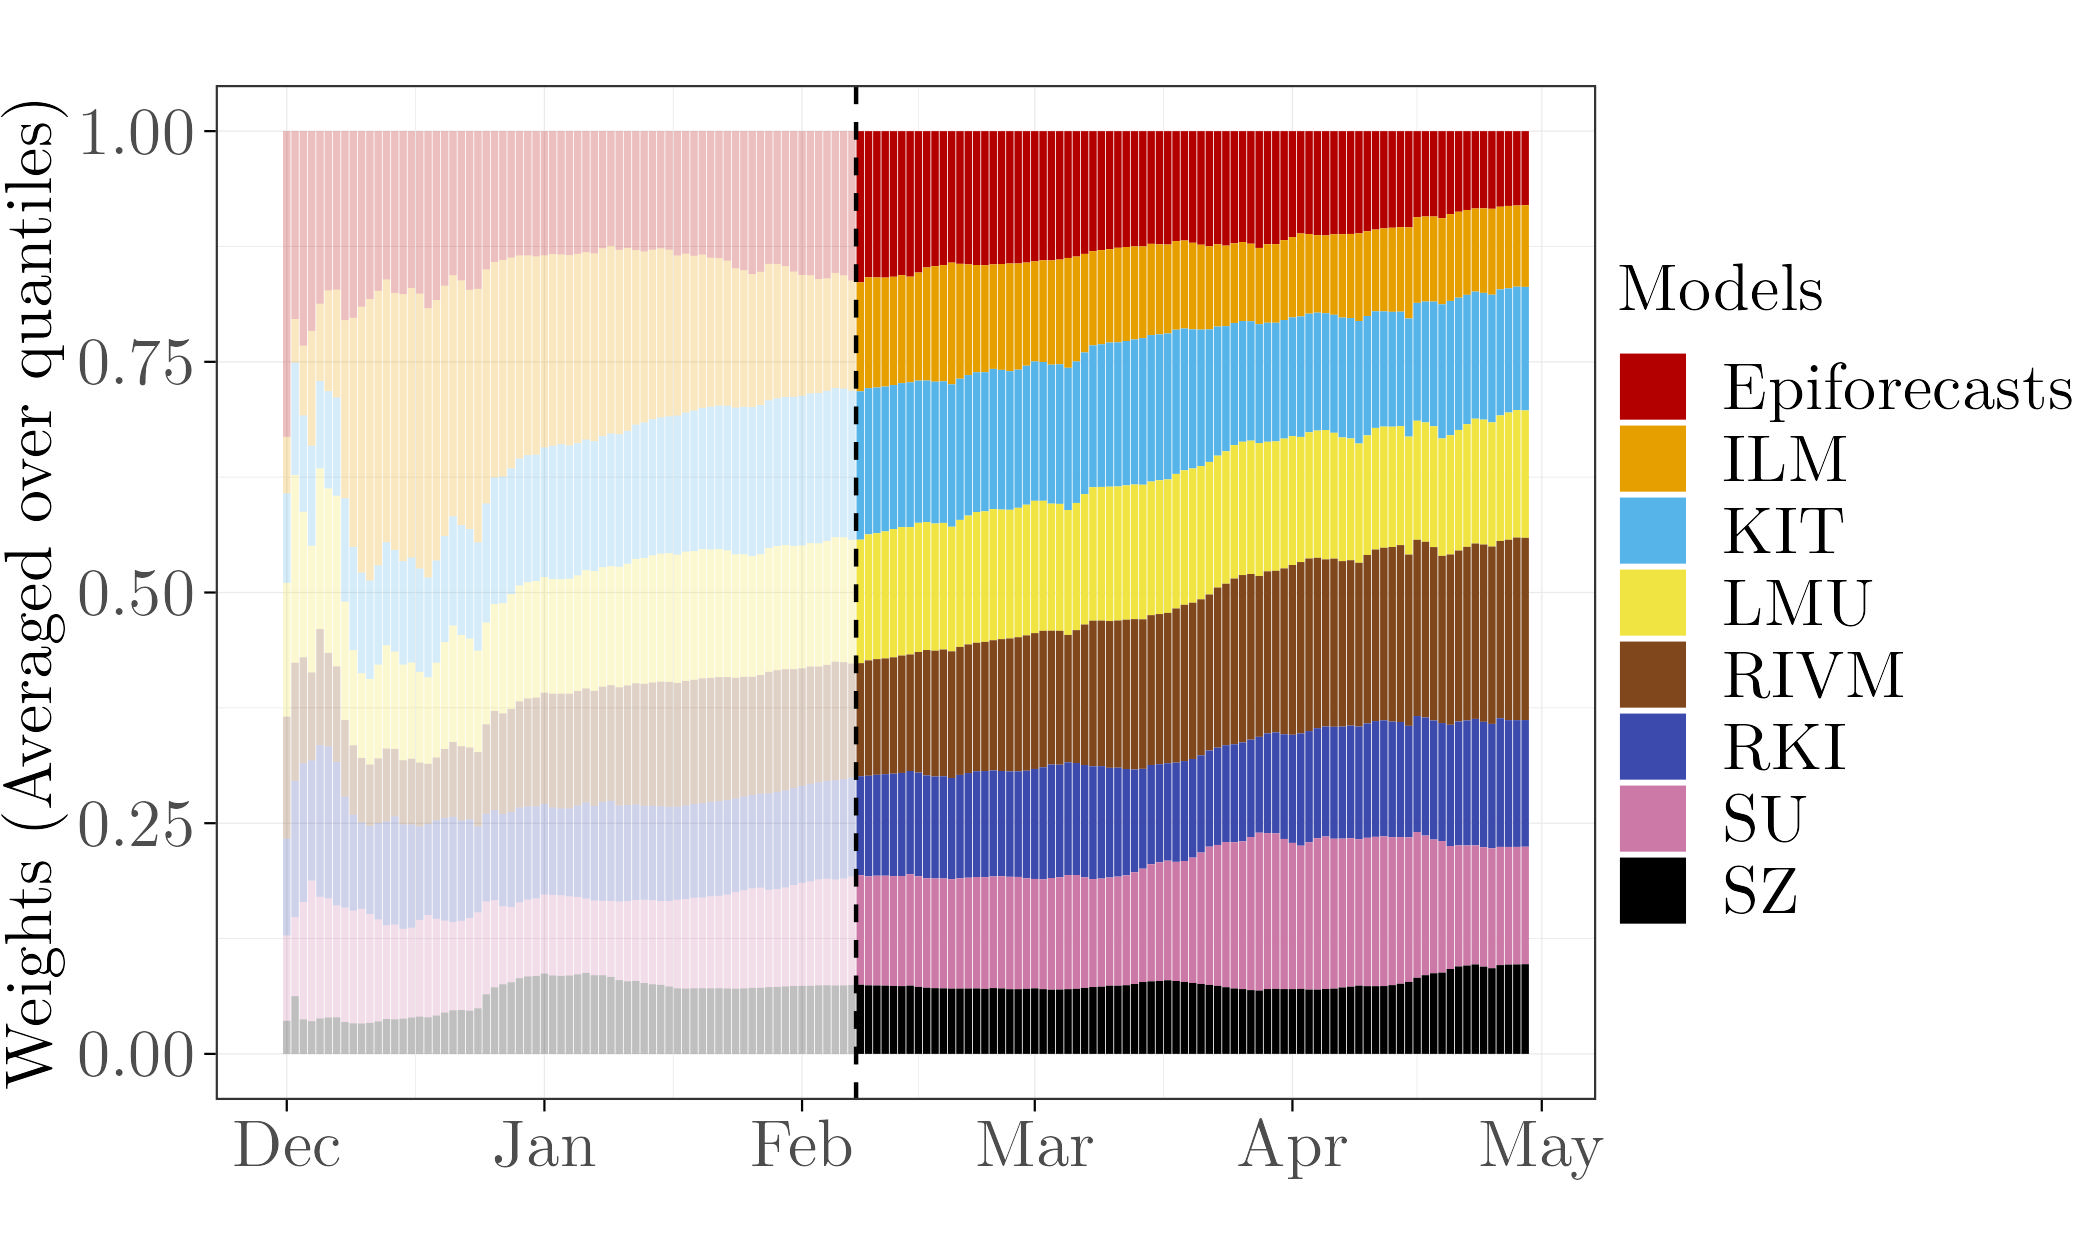 Weights (Averaged over quantiles)
1.00
0.75
0.50
0.25
0.00
Dec Jan Feb Mar Apr May
Models
Epiforecasts
ILM
KIT
LMU
RIVM
RKI
SU
SZ